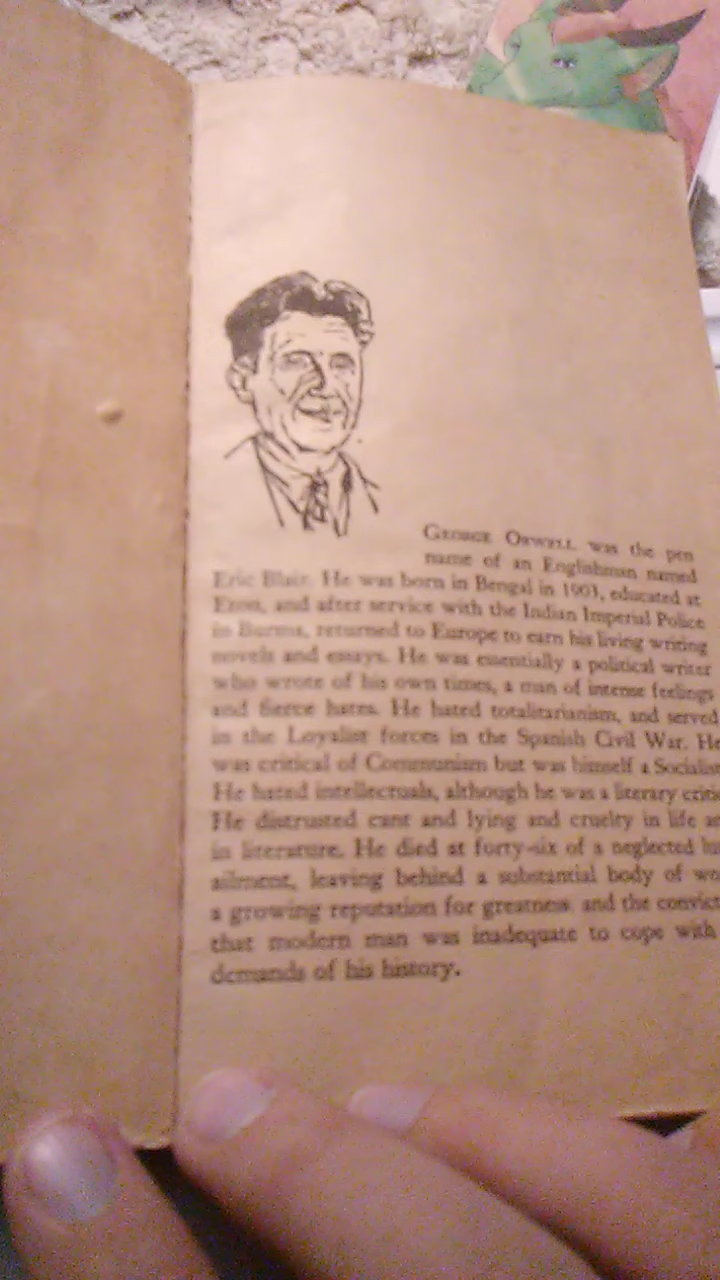 GEORGE ORWELL was the pen
name of an Englishman named
Eric Blair. He was born in Bengal in 1903, educated at
Eton, and after service with the Indian Imperial Police
in Burma, returned to Europe to earn his living writing
novels and essays. He was essentially a political writer
who wrote of his own times, a man of intense feelings
and fierce hates. He hated totalitarianism, and served
in the Loyalist forces in the Spanish Civil War. He
was critical of Communism but was himself a Socialist
He hated intellectuals, although he was a literary critic
He distrusted cant and lying and cruelty in life
in literature. He died at forty-six of a neglected
ailment, leaving behind a substantial body of
a growing reputation for greatness and the
that modern man was inadequate to cope with
demands of his history.